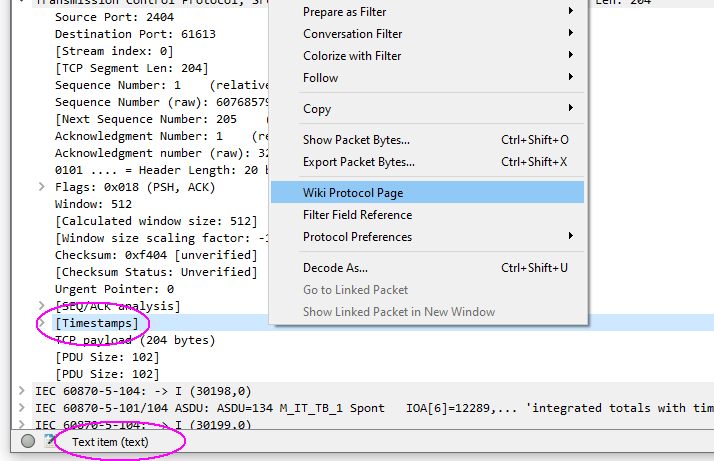 Transmission Control Protocol, Src
Len: 204
Source Port: 2404
Destination Port: 61613
[Stream index: 0]
[TCP Segment Len: 204]
Sequence Number: 1    (relative
Sequence Number (raw): 60768579
[Next Sequence Number: 205    (
Acknowledgment Number: 1    (re
Acknowledgment number (raw): 32
0101 .... = Header Length: 20 b
Flags: 0x018 (PSH, ACK)
Window: 512
[Calculated window size: 512]
[Window size scaling factor: -1
Checksum: 0xf404 [unverified]
[Checksum Status: Unverified]
Urgent Pointer: 0
[SEQ/ACK analysis]
[Timestamps]
TCP payload (204 bytes)
[PDU Size: 102]
[PDU Size: 102]
IEC 60870-5-104: -> I (30198,0)
IEC 60870-5-101/104 ASDU: ASDU=134 M_IT_TB_1 Spont   IOA[6]=12289,... 'integrated totals with tim
IEC 60870-5-104: -> I (30199,0)
Text item (text)
Prepare as Filter
Conversation Filter
Colorize with Filter
Follow
Copy
Show Packet Bytes... Ctrl+Shift+O
Export Packet Bytes... Ctrl+Shift+X
Wiki Protocol Page
Filter Field Reference
Protocol Preferences
Decode As... Ctrl+Shift+U
Go to Linked Packet
Show Linked Packet in New Window